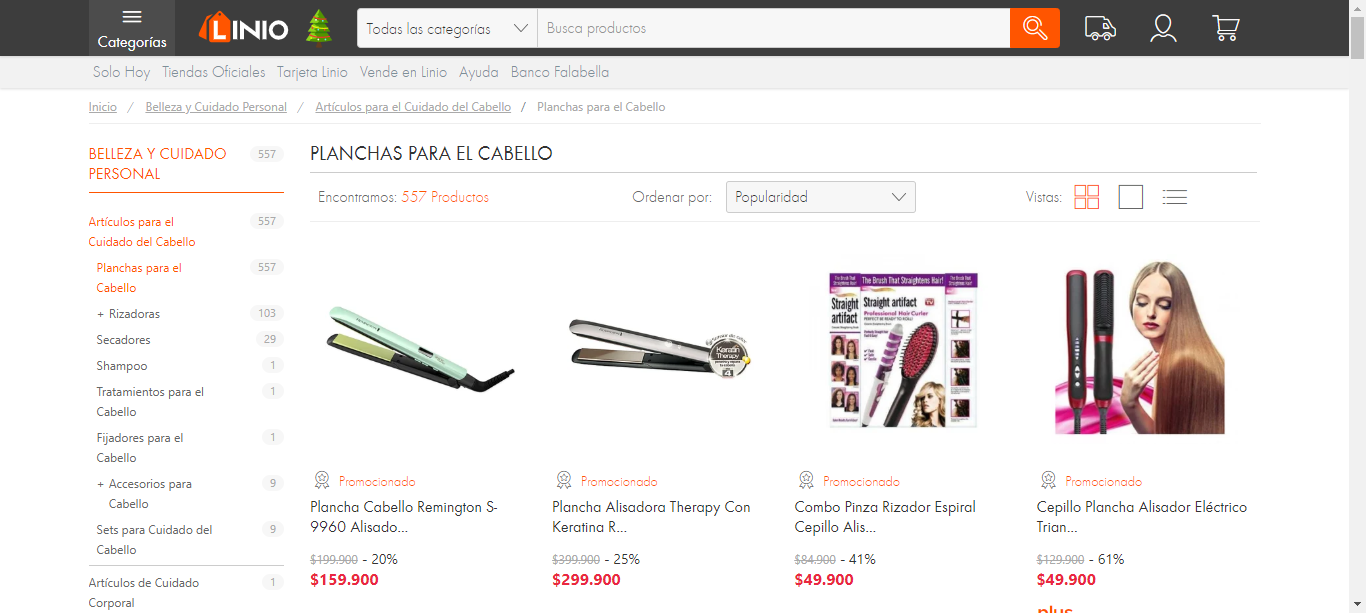 Categorías
LINIO
Todas las categorías
Busca productos
Solo Hoy
Tiendas Oficiales
Tarjeta Linio
Vende en Linio
Ayuda
Banco Falabella
Inicio / Belleza y Cuidado Personal / Artículos para el Cuidado del Cabello / Planchas para el Cabello
BELLEZA Y CUIDADO 557
PERSONAL
Artículos para el 557
Cuidado del Cabello
Planchas para el 557
Cabello
+ Rizadoras 103
Secadores 29
Shampoo 1
Tratamientos para el 1
Cabello
Fijadores para el 1
Cabello
+ Accesorios para 9
Cabello
Sets para Cuidado del 9
Cabello
Artículos de Cuidado 1
Corporal
PLANCHAS PARA EL CABELLO
Encontramos: 557 Productos
Ordenar por:
Popularidad
Vistas:
Keratin
Therapy
4
The Brush That Straightens Hair!
Straight
artifact
Straight artifact
Professional Hair Curler
Promocionado
Plancha Cabello Remington S-
9960 Alisado...
$199.900 - 20%
$159.900
Promocionado
Plancha Alisadora Therapy Con
Keratina R...
$399.900 - 25%
$299.900
Promocionado
Combo Pinza Rizador Espiral
Cepillo Alis...
$84.900 - 41%
$49.900
Promocionado
Cepillo Plancha Alisador Eléctrico
Trian...
$129.900 - 61%
$49.900
plus